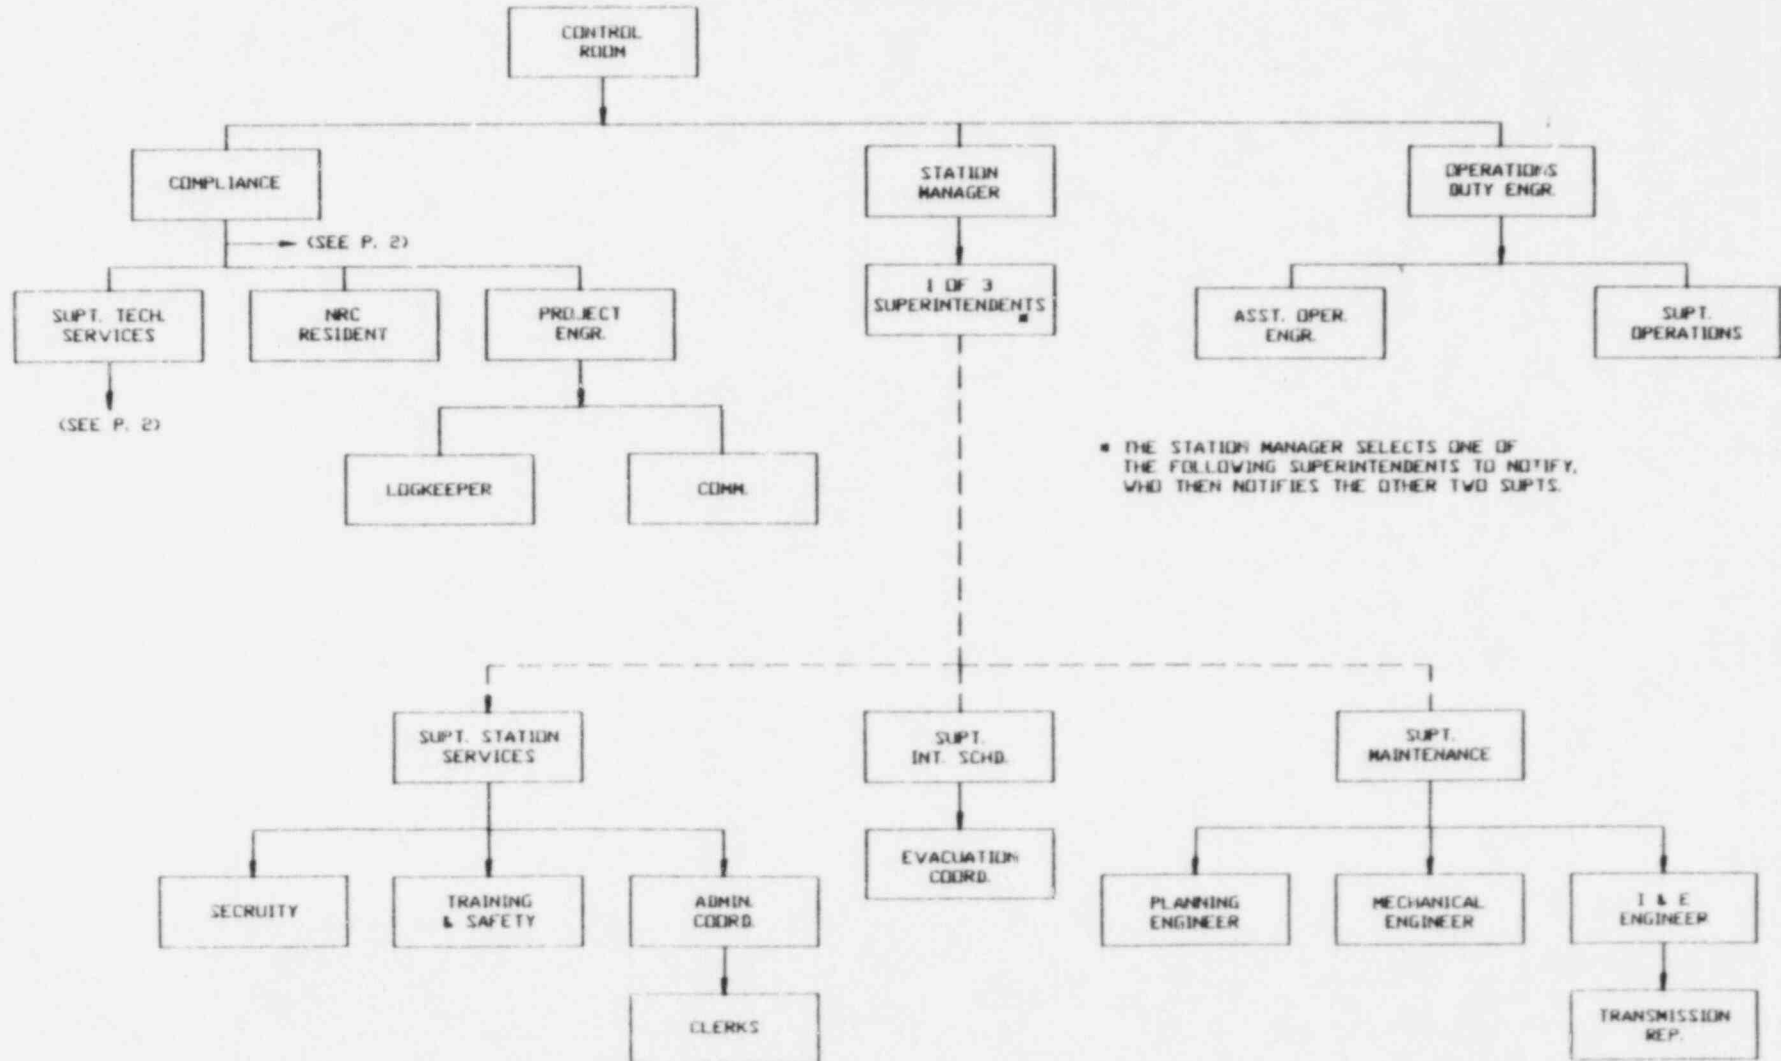 CONTROL
ROOM
COMPLIANCE
STATION
MANAGER
OPERATIONS
DUTY ENGR.
(SEE P. 2)
SUPT. TECH.
SERVICES
NRC
RESIDENT
PROJECT
ENGR.
1 OF 3
SUPERINTENDENTS
*
ASST. OPER.
ENGR.
SUPT.
OPERATIONS
(SEE P. 2)
LOGKEEPER
COMM.
* THE STATION MANAGER SELECTS ONE OF
THE FOLLOWING SUPERINTENDENTS TO NOTIFY,
WHO THEN NOTIFIES THE OTHER TWO SUPTS.
SUPT. STATION
SERVICES
SUPT.
INT. SCHD.
SUPT.
MAINTENANCE
SECRUITY
TRAINING
& SAFETY
ADMIN.
COORD.
EVACUATION
COORD.
PLANNING
ENGINEER
MECHANICAL
ENGINEER
I & E
ENGINEER
CLERKS
TRANSMISSION
REP.